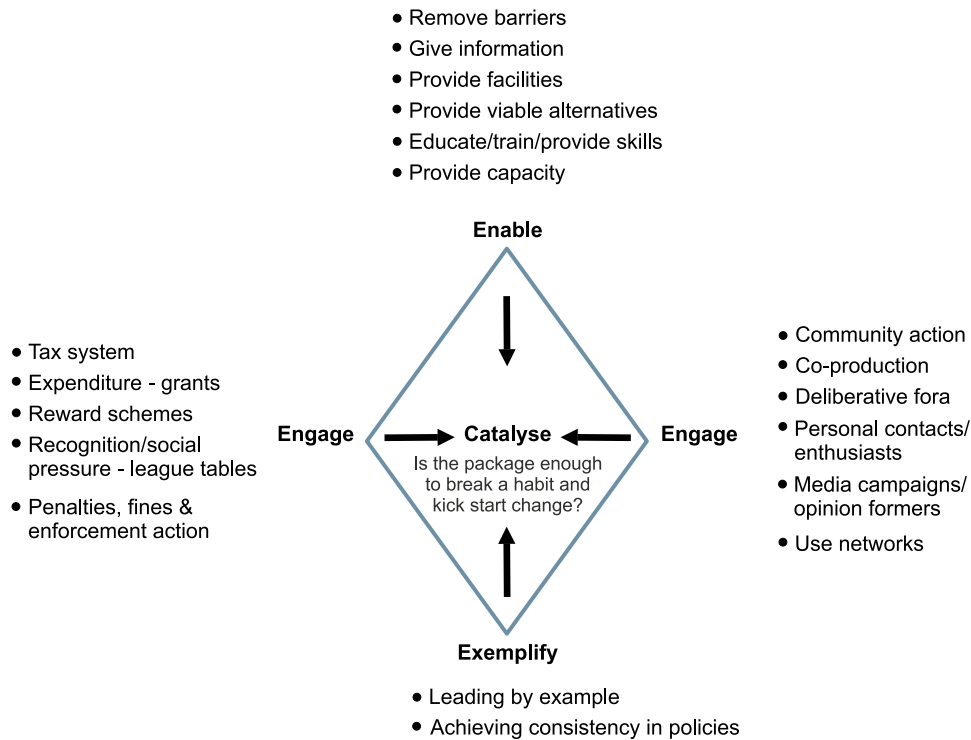 • Remove barriers
• Give information
• Provide facilities
• Provide viable alternatives
• Educate/train/provide skills
• Provide capacity
Enable
• Tax system
• Expenditure - grants
• Reward schemes
• Recognition/social
pressure - league tables
• Penalties, fines &
enforcement action
Engage
Catalyse
Is the package enough
to break a habit and
kick start change?
Engage
• Community action
• Co-production
• Deliberative fora
• Personal contacts/
enthusiasts
• Media campaigns/
opinion formers
• Use networks
Exemplify
• Leading by example
• Achieving consistency in policies